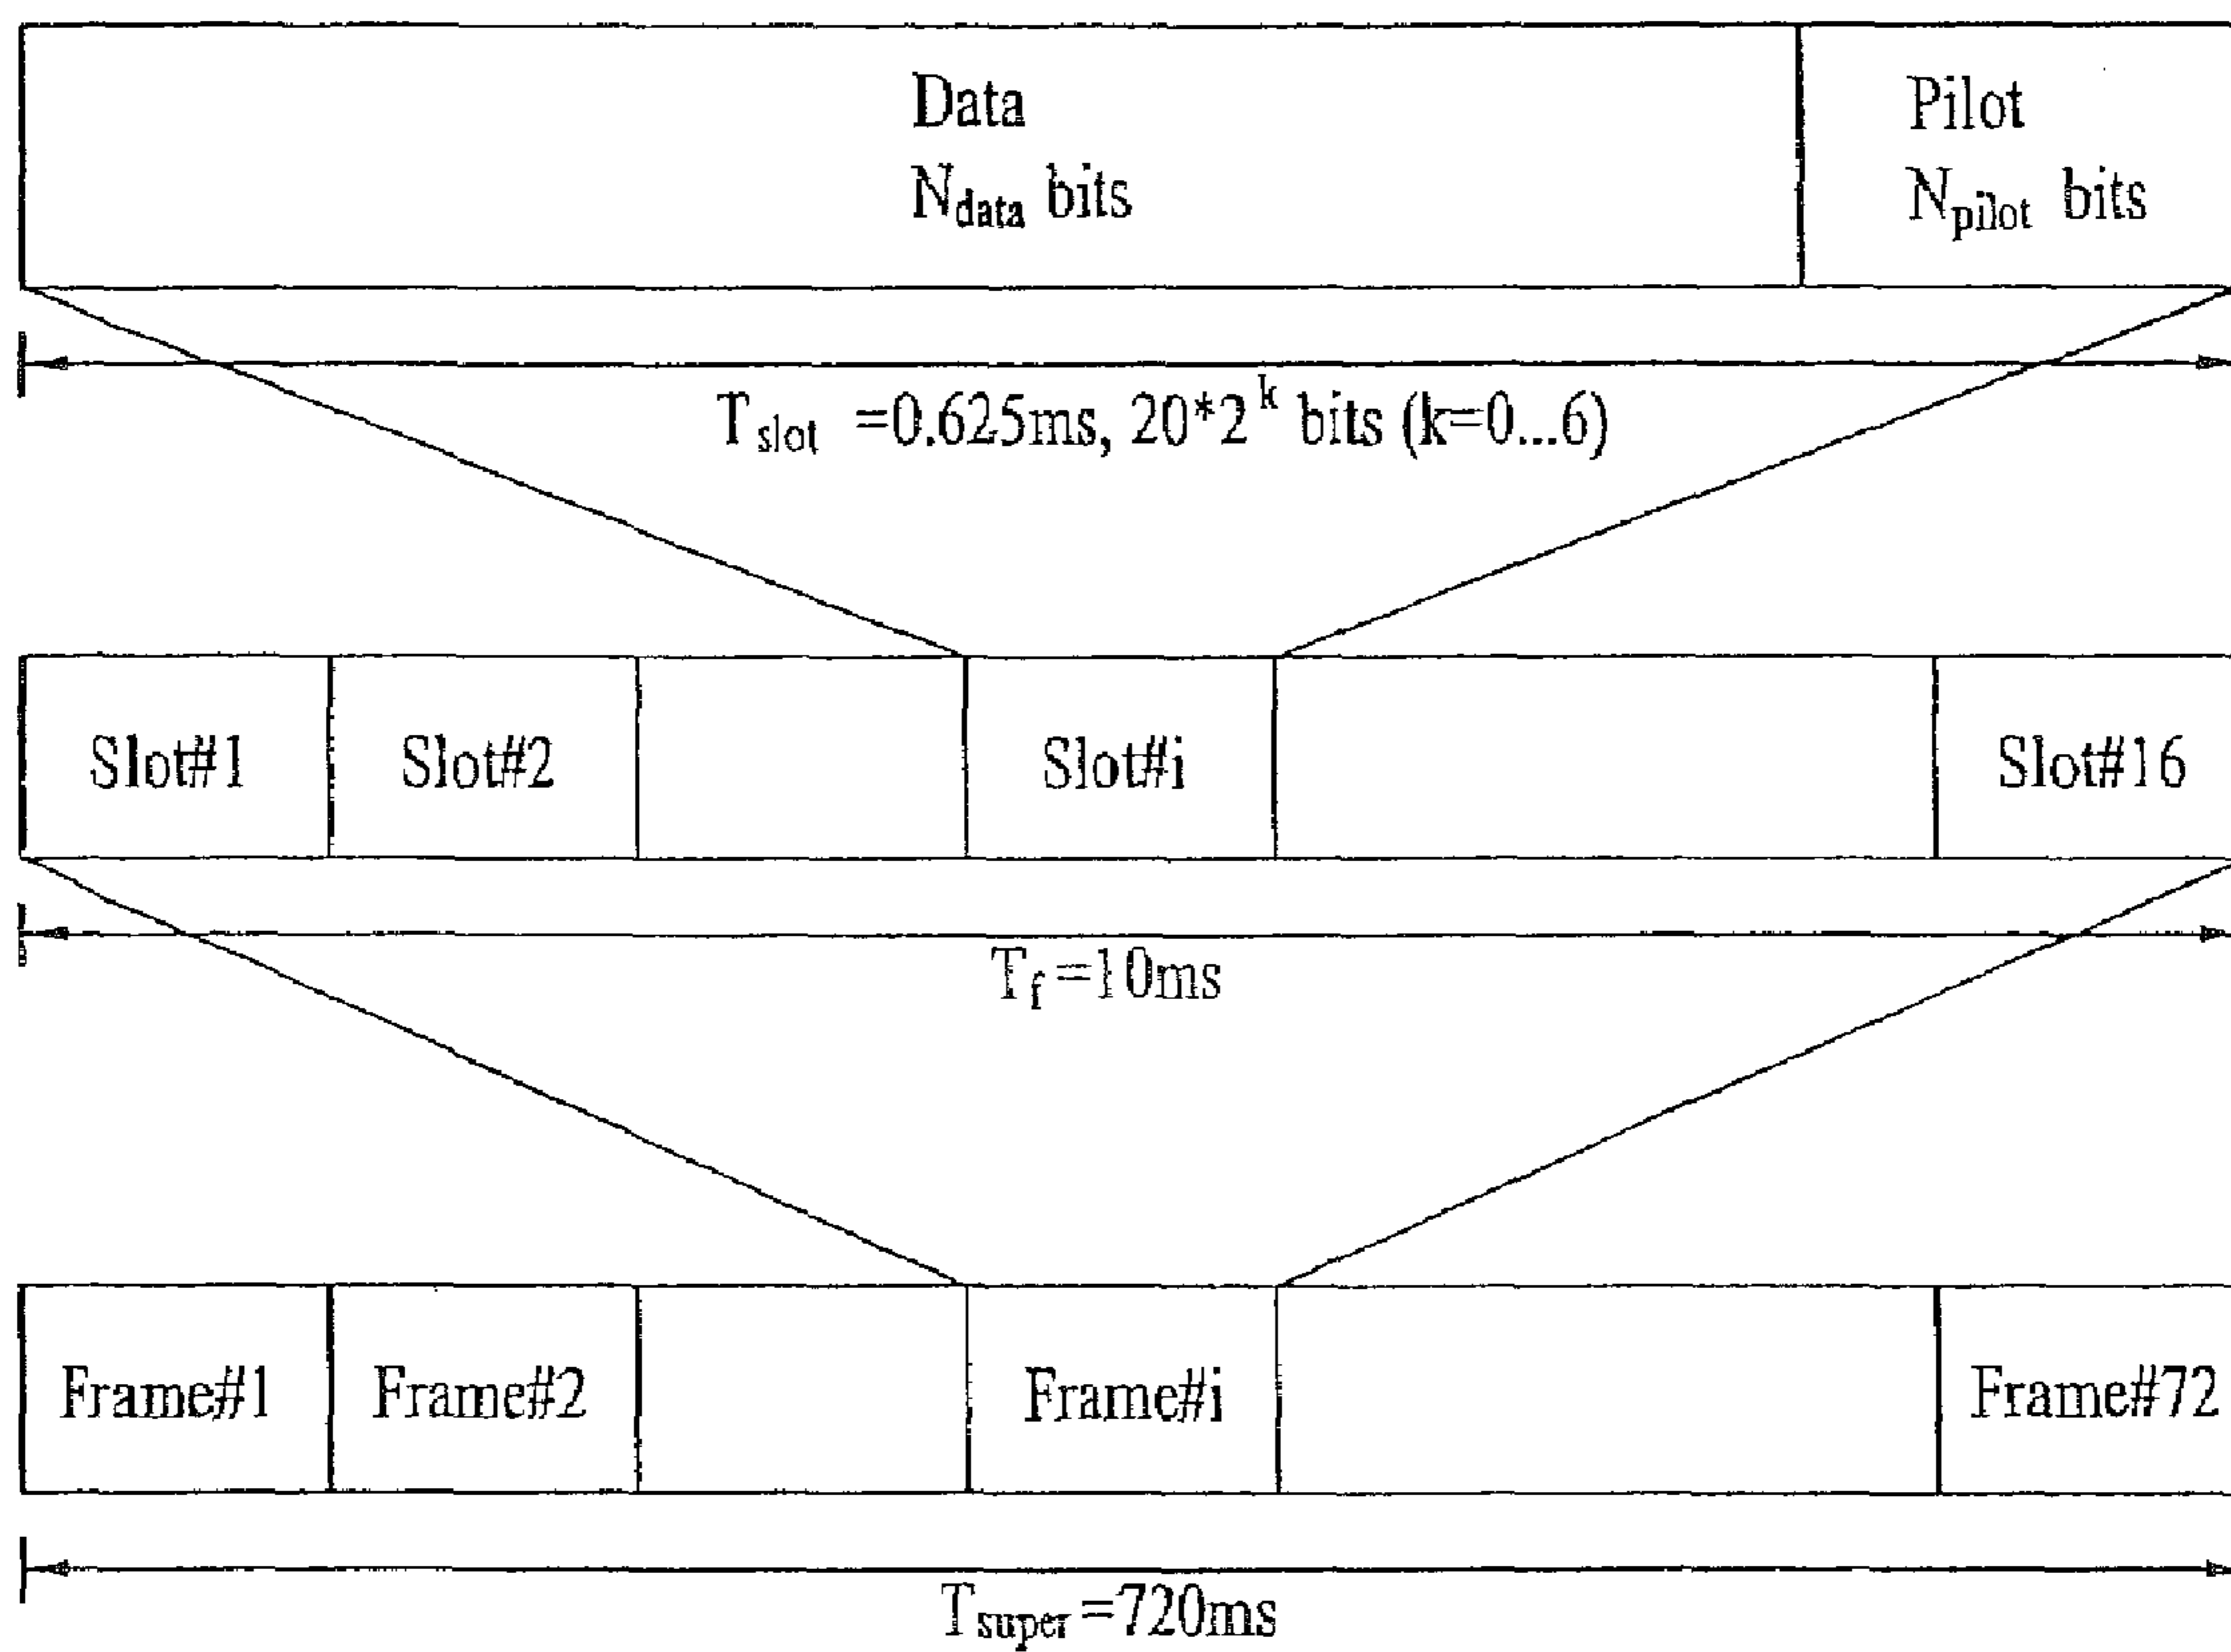 Data
Pilot
N_data bits
N_pilot bits
T_slot =0.625ms, 20*2^k bits (k=0...6)
Slot#1
Slot#2
Slot#i
Slot#16
T_f=10ms
Frame#1
Frame#2
Frame#i
Frame#72
T_super=720ms